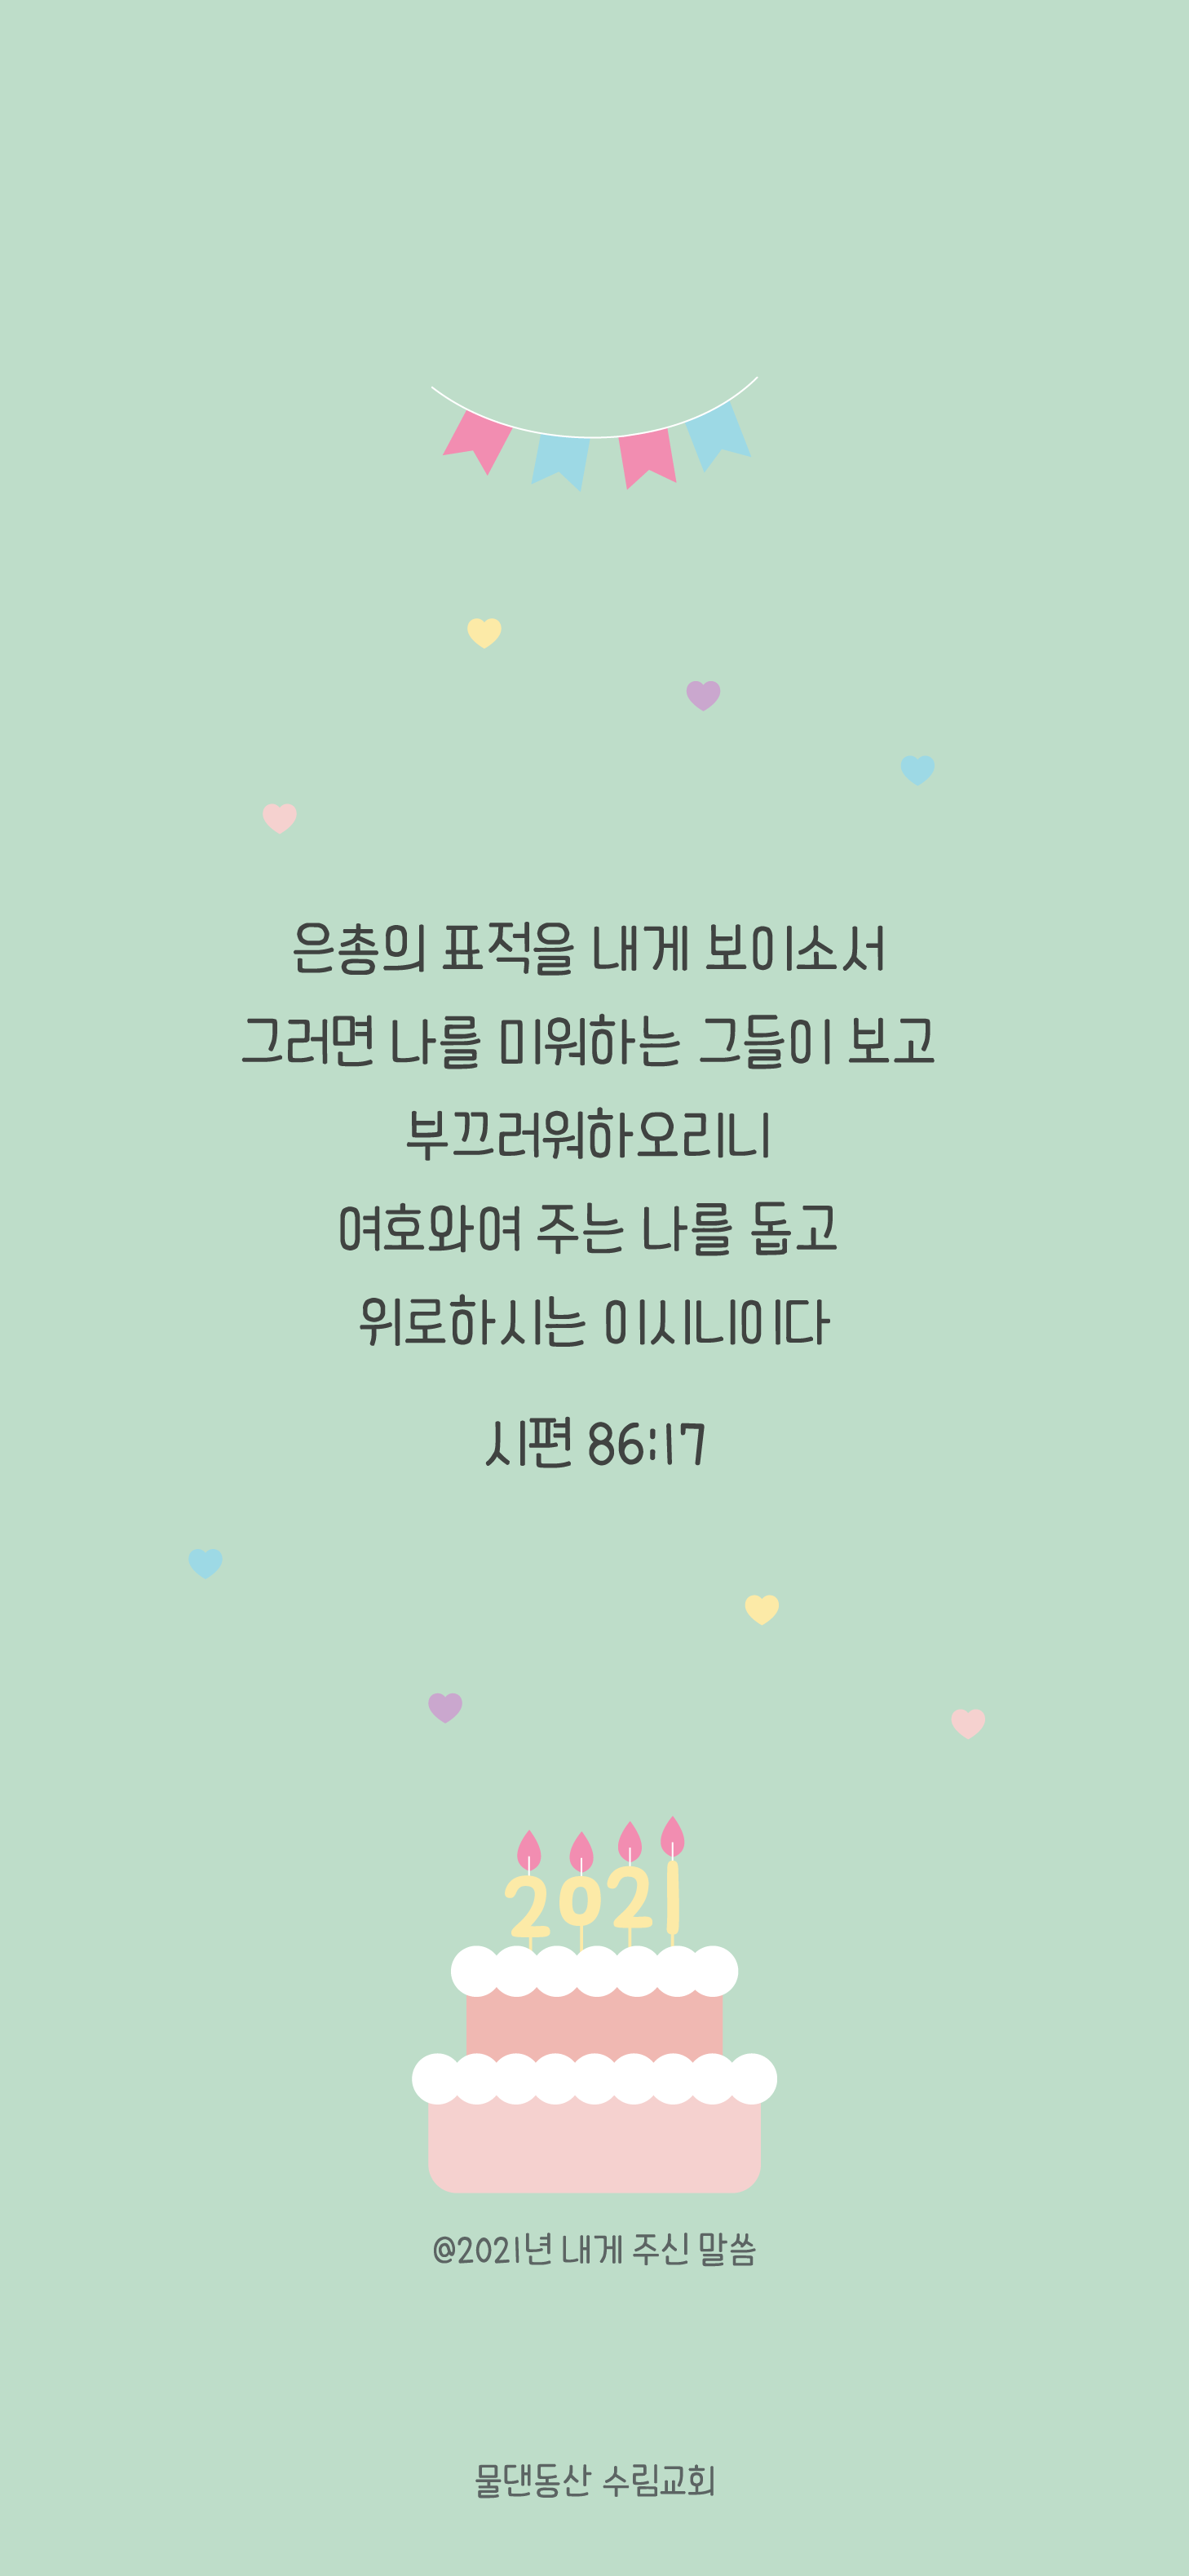 은총의 표적을 내게 보이소서
그러면 나를 미워하는 그들이 보고
부끄러워하오리니
여호와여 주는 나를 돕고
위로하시는 이시니이다
시편 86:17
2021
@2021년 내게 주신 말씀
물댄동산 수림교회